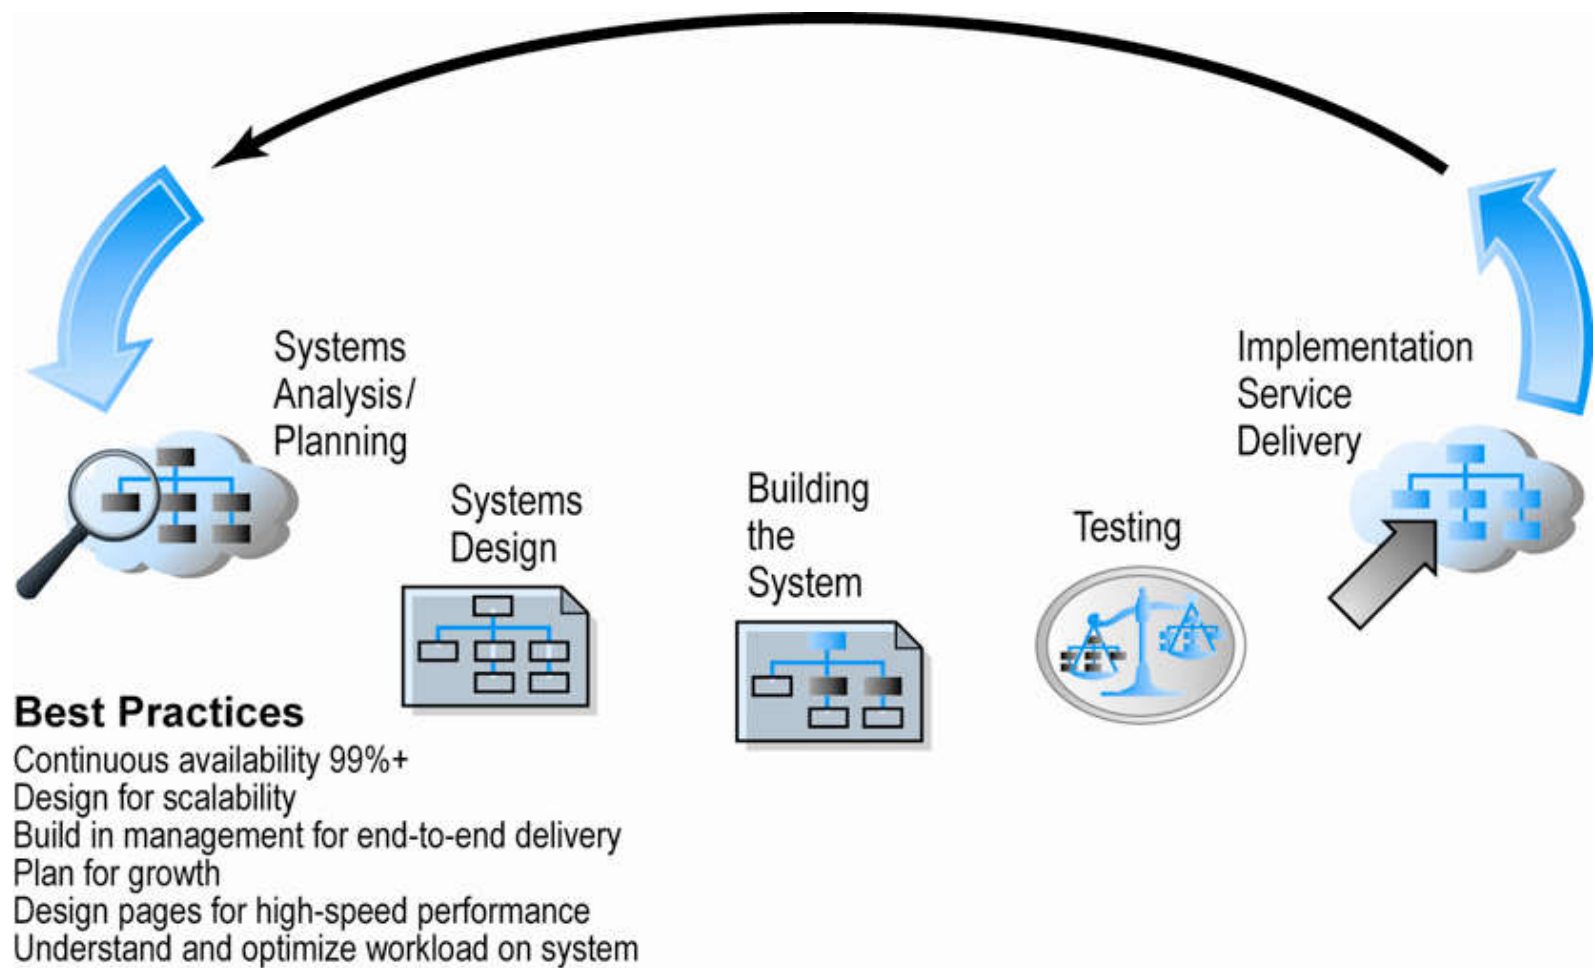 Systems
Analysis/
Planning
Systems
Design
Building
the
System
Testing
Implementation
Service
Delivery
Best Practices
Continuous availability 99%+
Design for scalability
Build in management for end-to-end delivery
Plan for growth
Design pages for high-speed performance
Understand and optimize workload on system